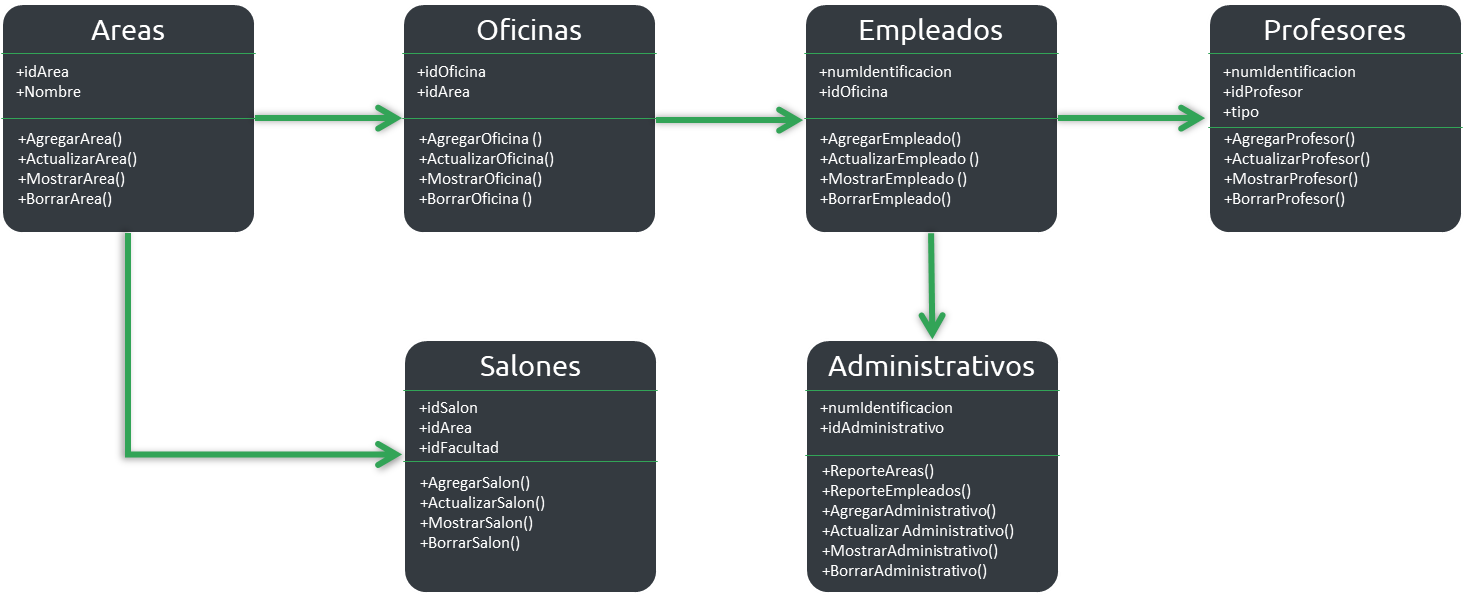 Areas
+idArea
+Nombre
+AgregarArea()
+ActualizarArea()
+MostrarArea()
+BorrarArea()
Oficinas
+idOficina
+idArea
+AgregarOficina ()
+ActualizarOficina()
+MostrarOficina()
+BorrarOficina ()
Empleados
+numIdentificacion
+idOficina
+AgregarEmpleado()
+ActualizarEmpleado ()
+MostrarEmpleado ()
+BorrarEmpleado()
Profesores
+numIdentificacion
+idProfesor
+tipo
+AgregarProfesor()
+ActualizarProfesor()
+MostrarProfesor()
+BorrarProfesor()
Salones
+idSalon
+idArea
+idFacultad
+AgregarSalon()
+ActualizarSalon()
+MostrarSalon()
+BorrarSalon()
Administrativos
+numIdentificacion
+idAdministrativo
+ReporteAreas()
+ReporteEmpleados()
+AgregarAdministrativo()
+Actualizar Administrativo()
+MostrarAdministrativo()
+BorrarAdministrativo()